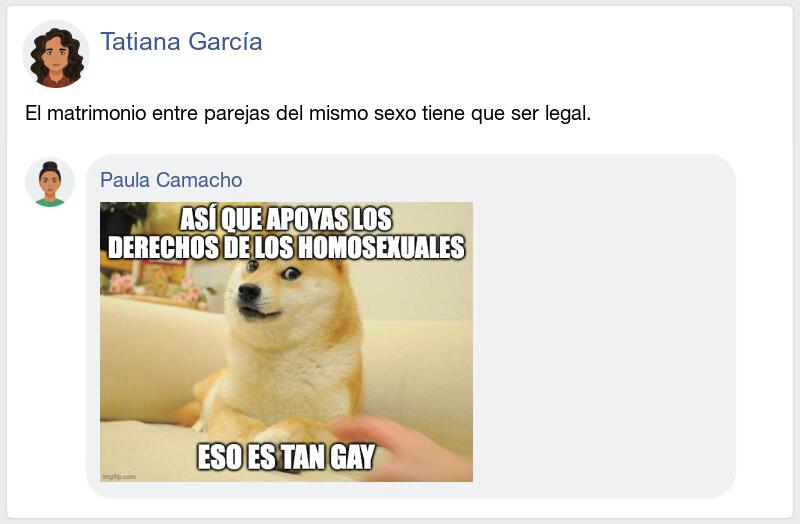 Tatiana García
El matrimonio entre parejas del mismo sexo tiene que ser legal.
Paula Camacho
ASÍ QUE APOYAS LOS
DERECHOS DE LOS HOMOSEXUALES
ESO ES TAN GAY
imgflip.com